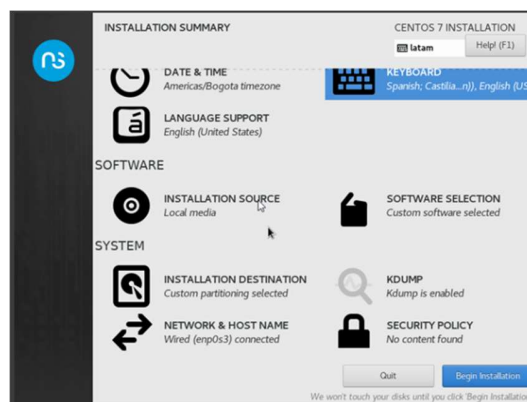 INSTALLATION SUMMARY
CENTOS 7 INSTALLATION
latam
Help! (F1)
ns
DATE & TIME
Americas/Bogota timezone
KEYBOARD
Spanish; Castilia...n)), English (US
LANGUAGE SUPPORT
English (United States)
SOFTWARE
INSTALLATION SOURCE
Local media
SOFTWARE SELECTION
Custom software selected
SYSTEM
INSTALLATION DESTINATION
Custom partitioning selected
KDUMP
Kdump is enabled
NETWORK & HOST NAME
Wired (enp0s3) connected
SECURITY POLICY
No content found
Quit
Begin Installation
We won't touch your disks until you click 'Begin Installation